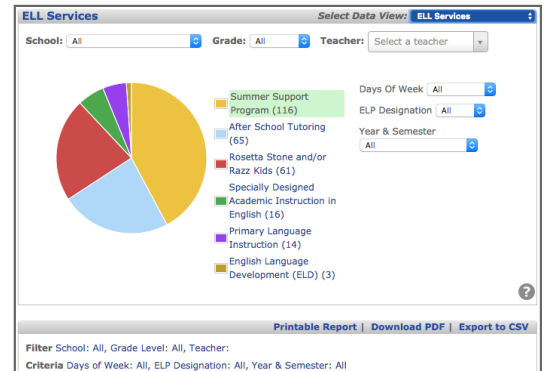 ELL Services Select Data View: ELL Services
School: All Grade: All Teacher: Select a teacher
Summer Support
Program (116)
After School Tutoring
(65)
Rosetta Stone and/or
Razz Kids (61)
Specially Designed
Academic Instruction in
English (16)
Primary Language
Instruction (14)
English Language
Development (ELD) (3)
Days Of Week All
ELP Designation All
Year & Semester
All
?
Printable Report | Download PDF | Export to CSV
Filter School: All, Grade Level: All, Teacher:
Criteria Days of Week: All, ELP Designation: All, Year & Semester: All